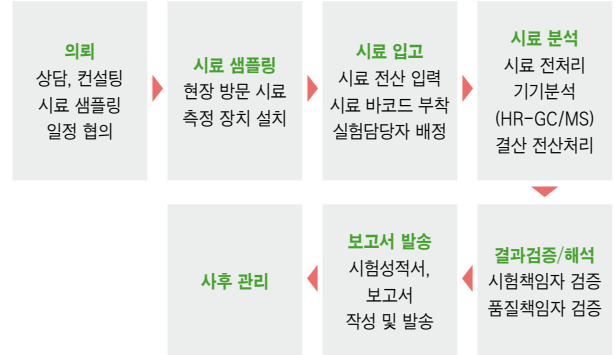 의뢰
상담, 컨설팅
시료 샘플링
일정 협의
시료 샘플링
현장 방문 시료
측정 장치 설치
시료 입고
시료 전산 입력
시료 바코드 부착
실험담당자 배정
시료 분석
시료 전처리
기기분석
(HR-GC/MS)
결산 전산처리
결과검증/해석
시험책임자 검증
품질책임자 검증
보고서 발송
시험성적서,
보고서
작성 및 발송
사후 관리